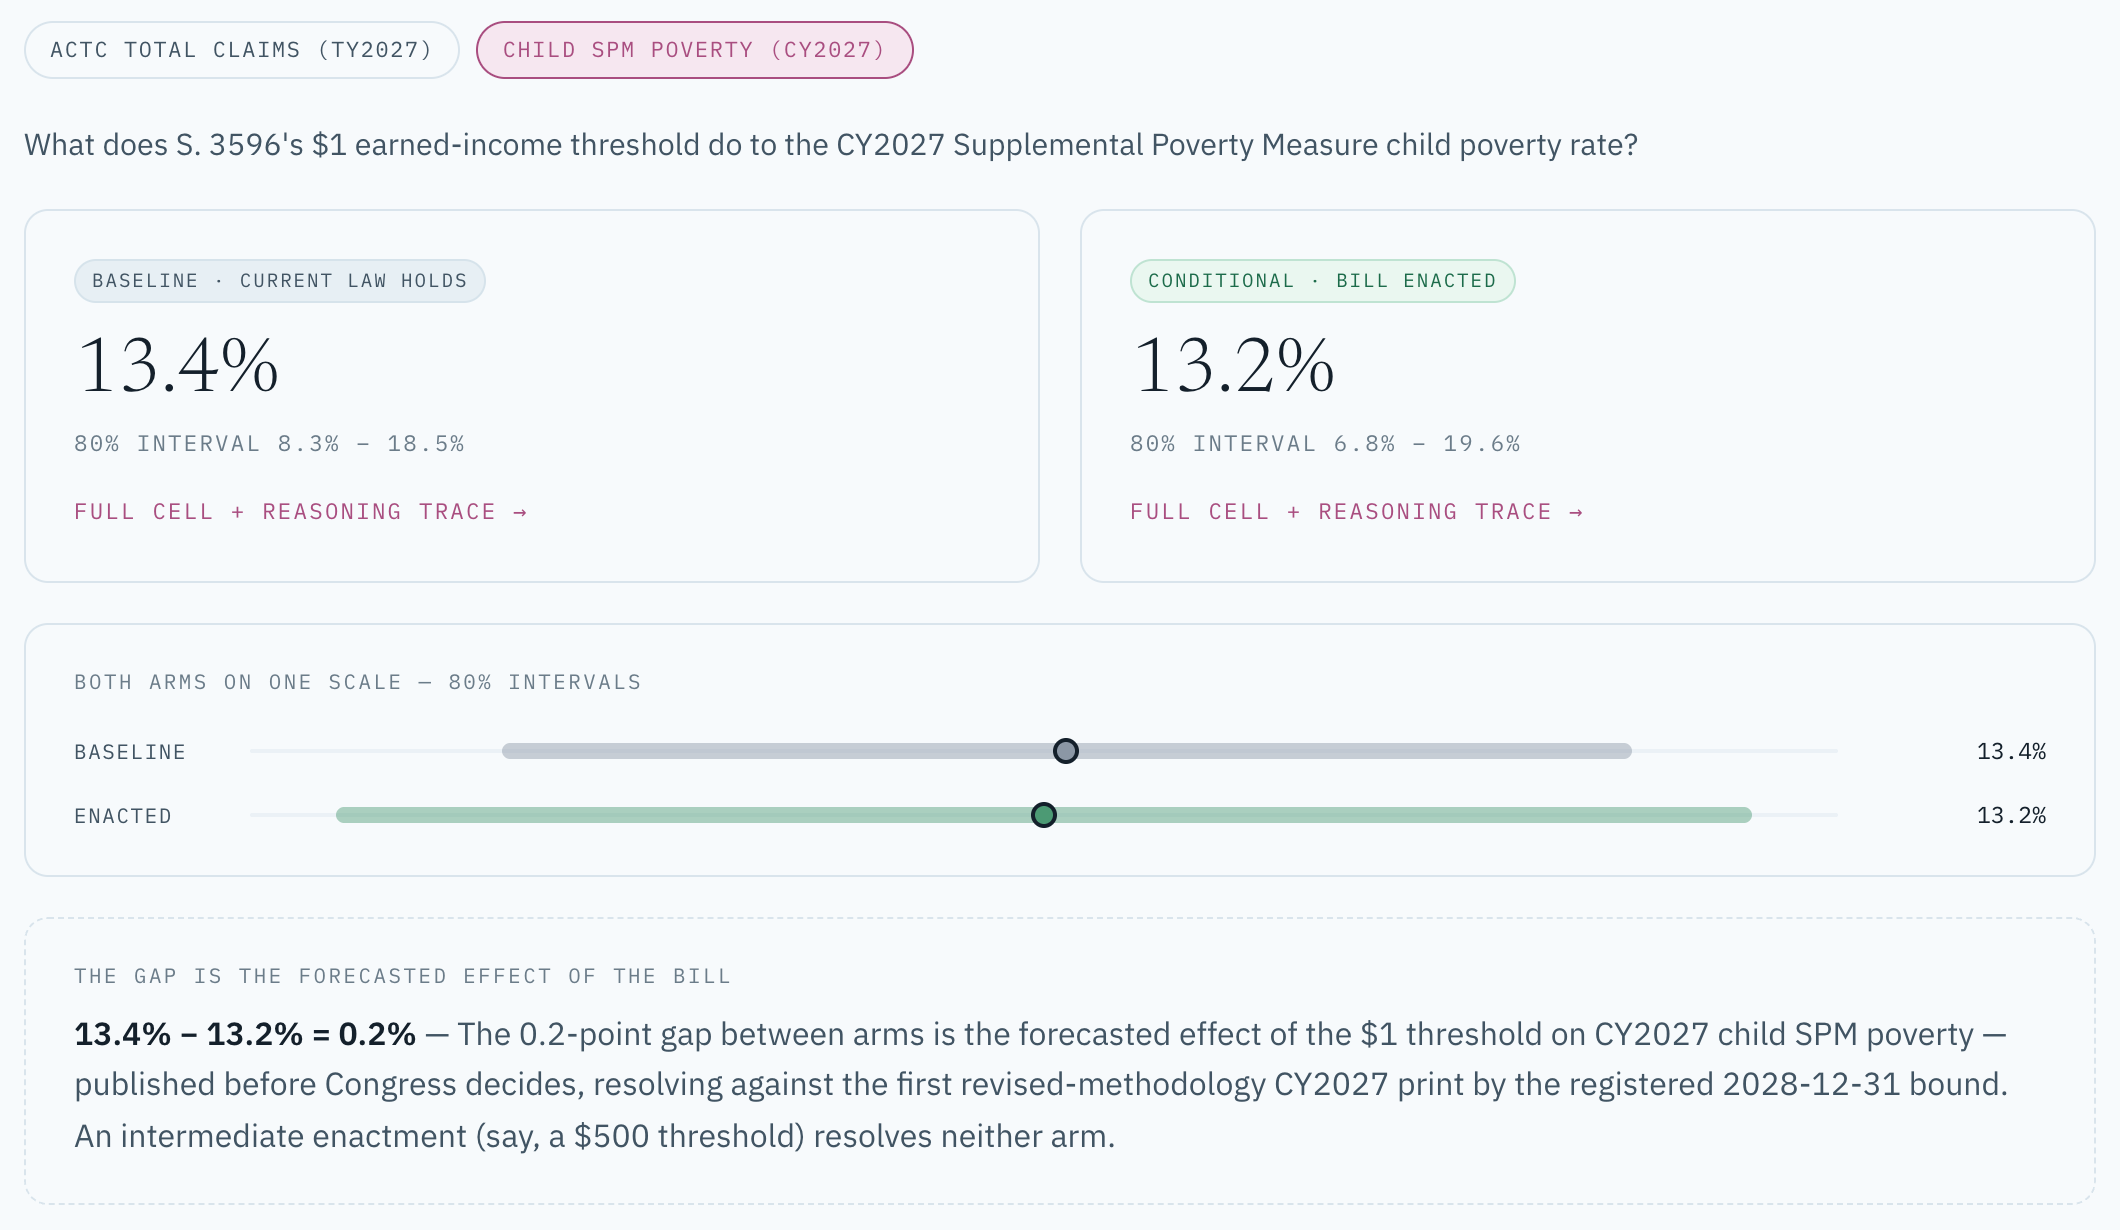 ACTC TOTAL CLAIMS (TY2027)
CHILD SPM POVERTY (CY2027)
What does S. 3596's $1 earned-income threshold do to the CY2027 Supplemental Poverty Measure child poverty rate?
BASELINE · CURRENT LAW HOLDS
13.4%
80% INTERVAL 8.3% – 18.5%
FULL CELL + REASONING TRACE →
CONDITIONAL · BILL ENACTED
13.2%
80% INTERVAL 6.8% – 19.6%
FULL CELL + REASONING TRACE →
BOTH ARMS ON ONE SCALE — 80% INTERVALS
BASELINE 13.4%
ENACTED 13.2%
THE GAP IS THE FORECASTED EFFECT OF THE BILL
13.4% – 13.2% = 0.2% — The 0.2-point gap between arms is the forecasted effect of the $1 threshold on CY2027 child SPM poverty —
published before Congress decides, resolving against the first revised-methodology CY2027 print by the registered 2028-12-31 bound.
An intermediate enactment (say, a $500 threshold) resolves neither arm.